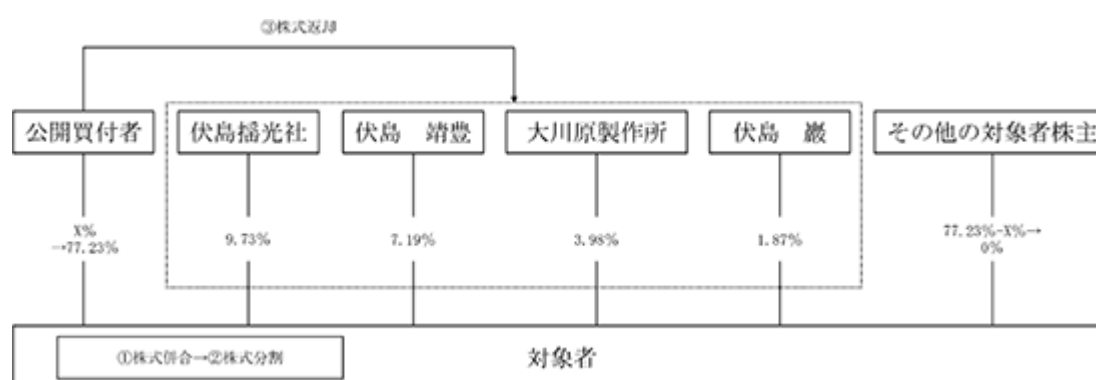 ③株式返却
公開買付者
伏島揺光社
伏島 靖豊
大川原製作所
伏島 巖
その他の対象者株主
X%
→77.23%
9.73%
7.19%
3.98%
1.87%
77.23%-X%→
0%
①株式併合→②株式分割
対象者